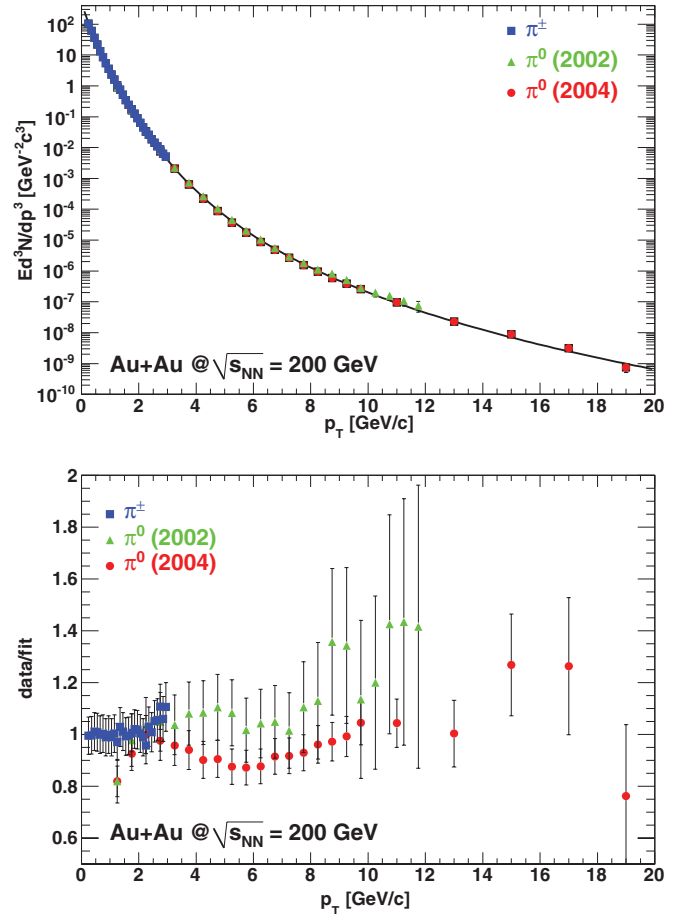 Ed³N/dp³ [GeV⁻²c³]
10²
10
1
10⁻¹
10⁻²
10⁻³
10⁻⁴
10⁻⁵
10⁻⁶
10⁻⁷
10⁻⁸
10⁻⁹
10⁻¹⁰
π±
π⁰ (2002)
π⁰ (2004)
Au+Au @ √s_NN = 200 GeV
0 2 4 6 8 10 12 14 16 18 20
p_T [GeV/c]
data/fit
2
1.8
1.6
1.4
1.2
1
0.8
0.6
π±
π⁰ (2002)
π⁰ (2004)
Au+Au @ √s_NN = 200 GeV
0 2 4 6 8 10 12 14 16 18 20
p_T [GeV/c]